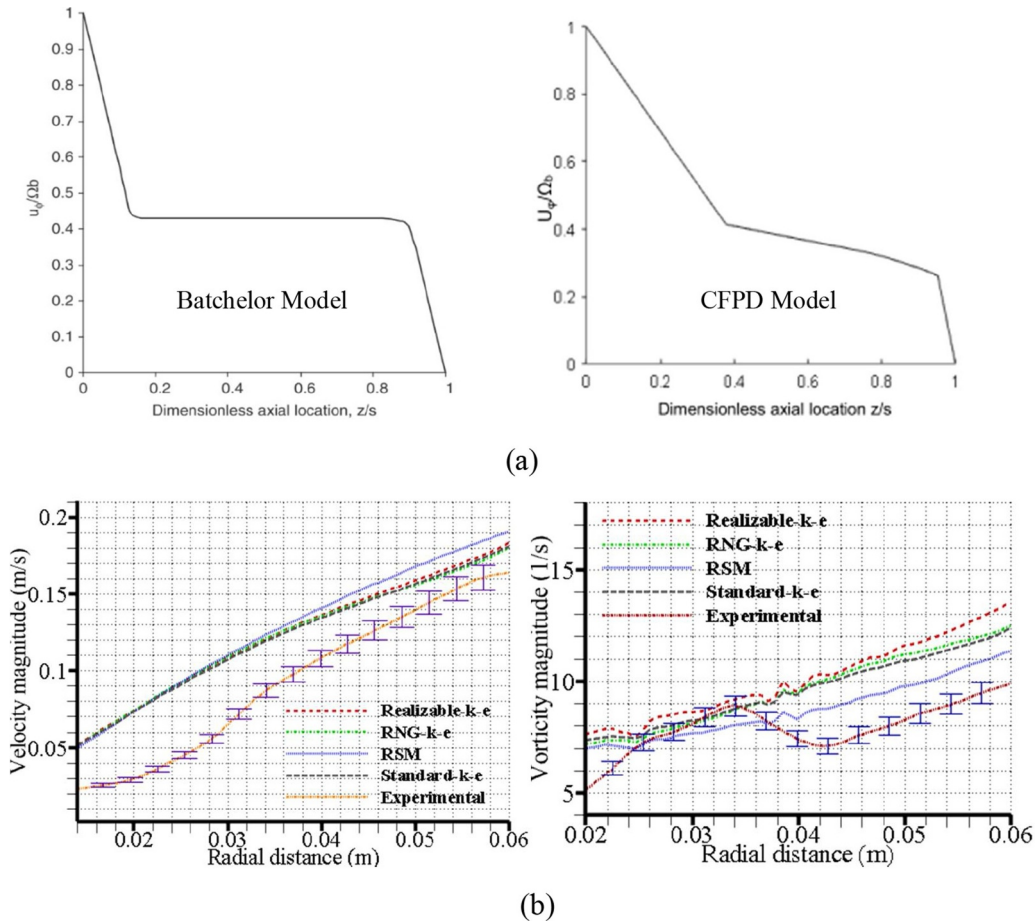 1
0.9
0.8
0.7
0.6
0.5
0.4
0.3
0.2
0.1
0
uϕ/Ωb
Batchelor Model
0 0.2 0.4 0.6 0.8 1
Dimensionless axial location, z/s
1
0.8
0.6
0.4
0.2
0
Uφ/Ωb
CFPD Model
0 0.2 0.4 0.6 0.8 1
Dimensionless axial location z/s
(a)
0.2
0.15
0.1
0.05
Velocity magnitude (m/s)
Realizable-k-e
RNG-k-e
RSM
Standard-k-e
Experimental
0.02 0.03 0.04 0.05 0.06
Radial distance (m)
15
10
5
Vorticity magnitude (1/s)
Realizable-k-e
RNG-k-e
RSM
Standard-k-e
Experimental
0.02 0.03 0.04 0.05 0.06
Radial distance (m)
(b)